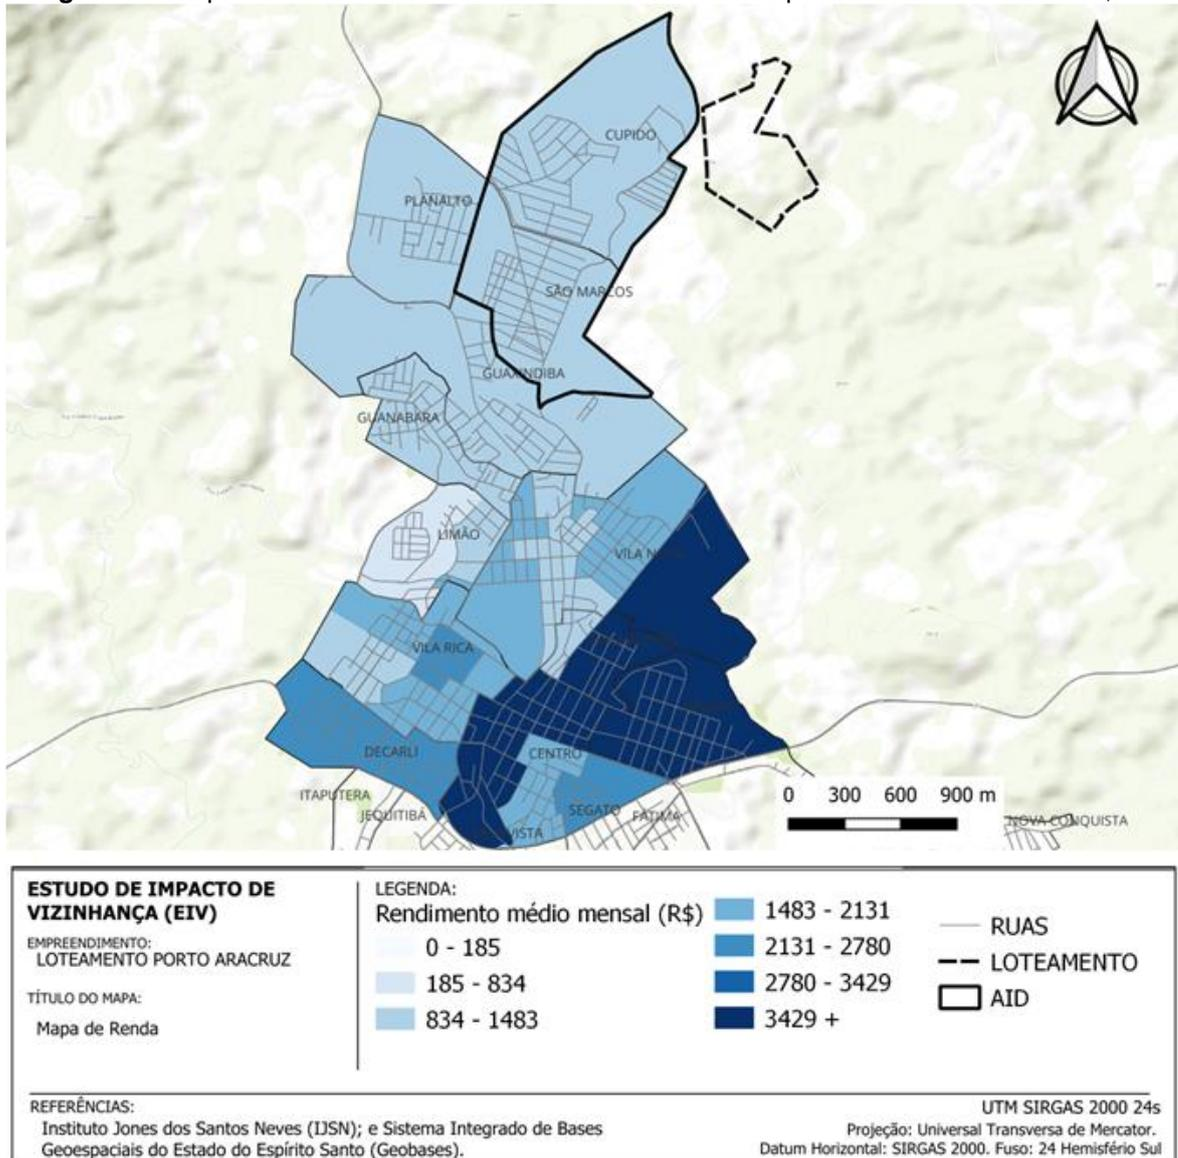 CUPIDO
PLANALTO
SÃO MARCOS
GUAXINDIBA
GUANABARA
LIMÃO
VILA
VILA RICA
DECARLI
CENTRO
ITAPUTERA
JEQUITIBÁ
VISTA
SEGATO
FÁTIMA
NOVA CONQUISTA
0 300 600 900 m
ESTUDO DE IMPACTO DE
VIZINHANÇA (EIV)
EMPREENDIMENTO:
LOTEAMENTO PORTO ARACRUZ
TÍTULO DO MAPA:
Mapa de Renda
LEGENDA:
Rendimento médio mensal (R$)
0 - 185
185 - 834
834 - 1483
1483 - 2131
2131 - 2780
2780 - 3429
3429 +
RUAS
LOTEAMENTO
AID
REFERÊNCIAS:
Instituto Jones dos Santos Neves (IJSN); e Sistema Integrado de Bases
Geoespaciais do Estado do Espírito Santo (Geobases).
UTM SIRGAS 2000 24s
Projeção: Universal Transversa de Mercator.
Datum Horizontal: SIRGAS 2000. Fuso: 24 Hemisfério Sul